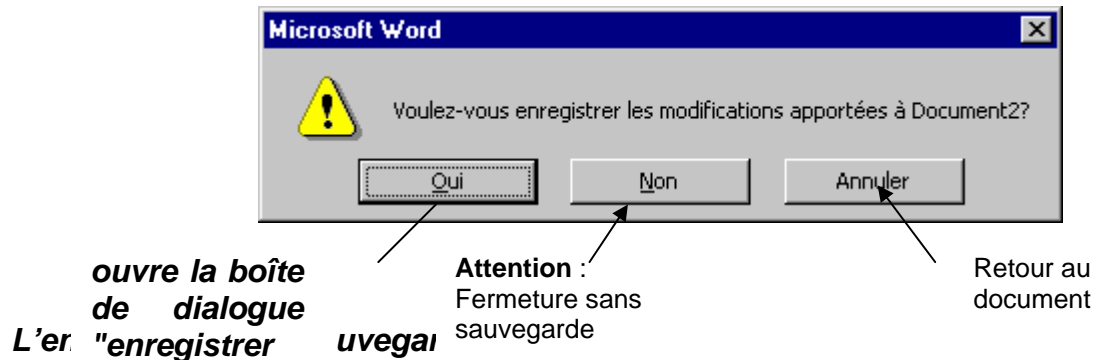 Microsoft Word
Voulez-vous enregistrer les modifications apportées à Document2?
Oui Non Annuler
ouvre la boîte
de dialogue
"enregistrer
Attention :
Fermeture sans
sauvegarde
Retour au
document